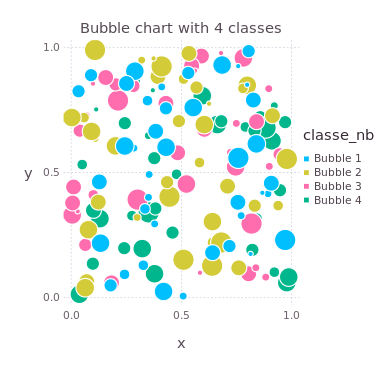 Bubble chart with 4 classes
1.0
0.5
0.0
y
0.0
0.5
1.0
x
classe_nb
Bubble 1
Bubble 2
Bubble 3
Bubble 4